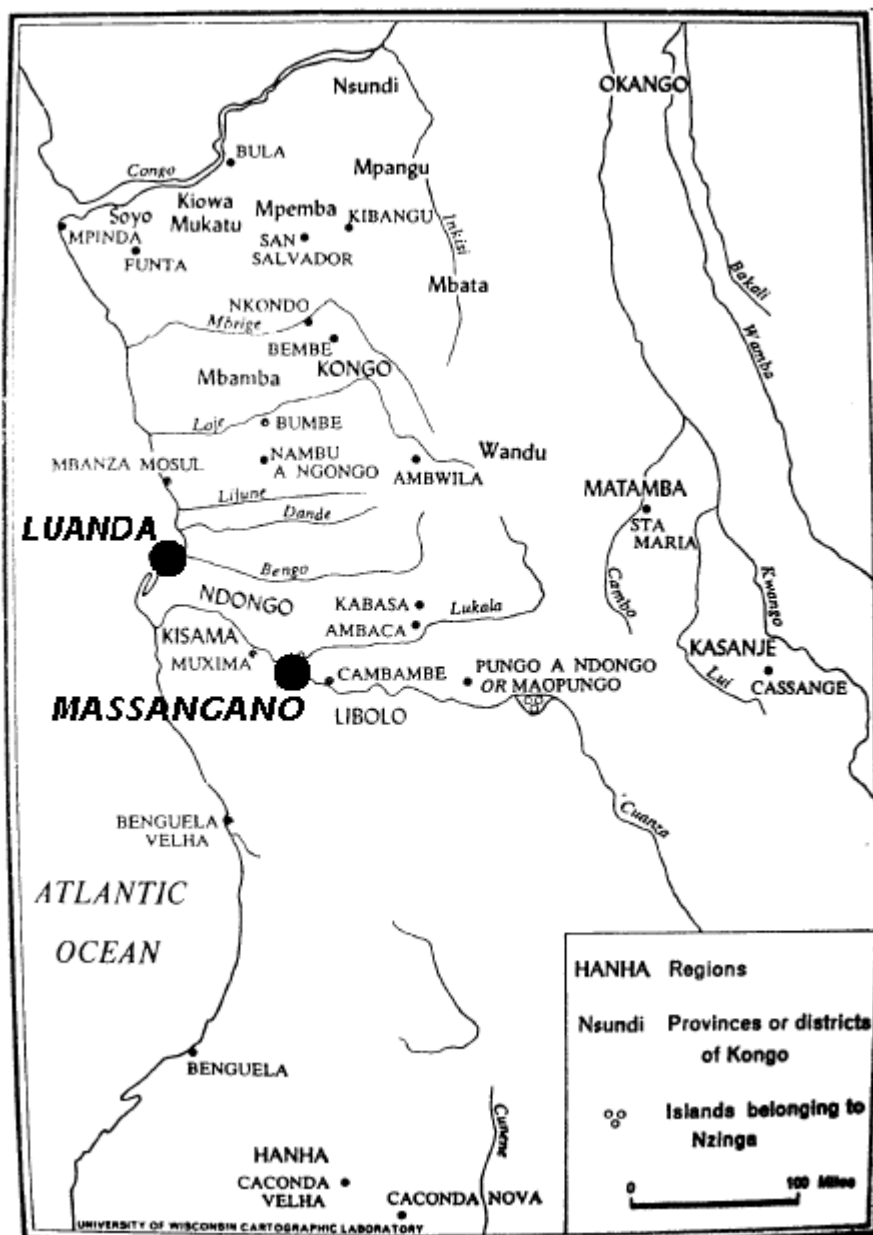 Nsundi
OKANGO
BULA
Congo
Mpangu
Kiowa
Mukatu
Soyo
Mpemba
KIBANGU
MPINDA
SAN
SALVADOR
FUNTA
Inkisi
Mbata
Bakali
Wamba
NKONDO
Mbrige
BEMBE
KONGO
Mbamba
Loje
BUMBE
Wandu
MBANZA MOSUL
NAMBU
A NGONGO
AMBWILA
MATAMBA
STA
MARIA
Lifune
Dande
LUANDA
Bengo
Cambo
Kwango
NDONGO
KABASA
Lukala
AMBACA
KISAMA
MUXIMA
KASANJE
CASSANGE
Lui
CAMBAMBE
PUNGO A NDONGO
OR MAOPUNGO
MASSANGANO
LIBOLO
Cuanza
BENGUELA
VELHA
ATLANTIC
OCEAN
BENGUELA
Cunene
HANHA
CACONDA
VELHA
CACONDA NOVA
UNIVERSITY OF WISCONSIN CARTOGRAPHIC LABORATORY
HANHA Regions
Nsundi Provinces or districts
of Kongo
Islands belonging to
Nzinga
0 100 Miles